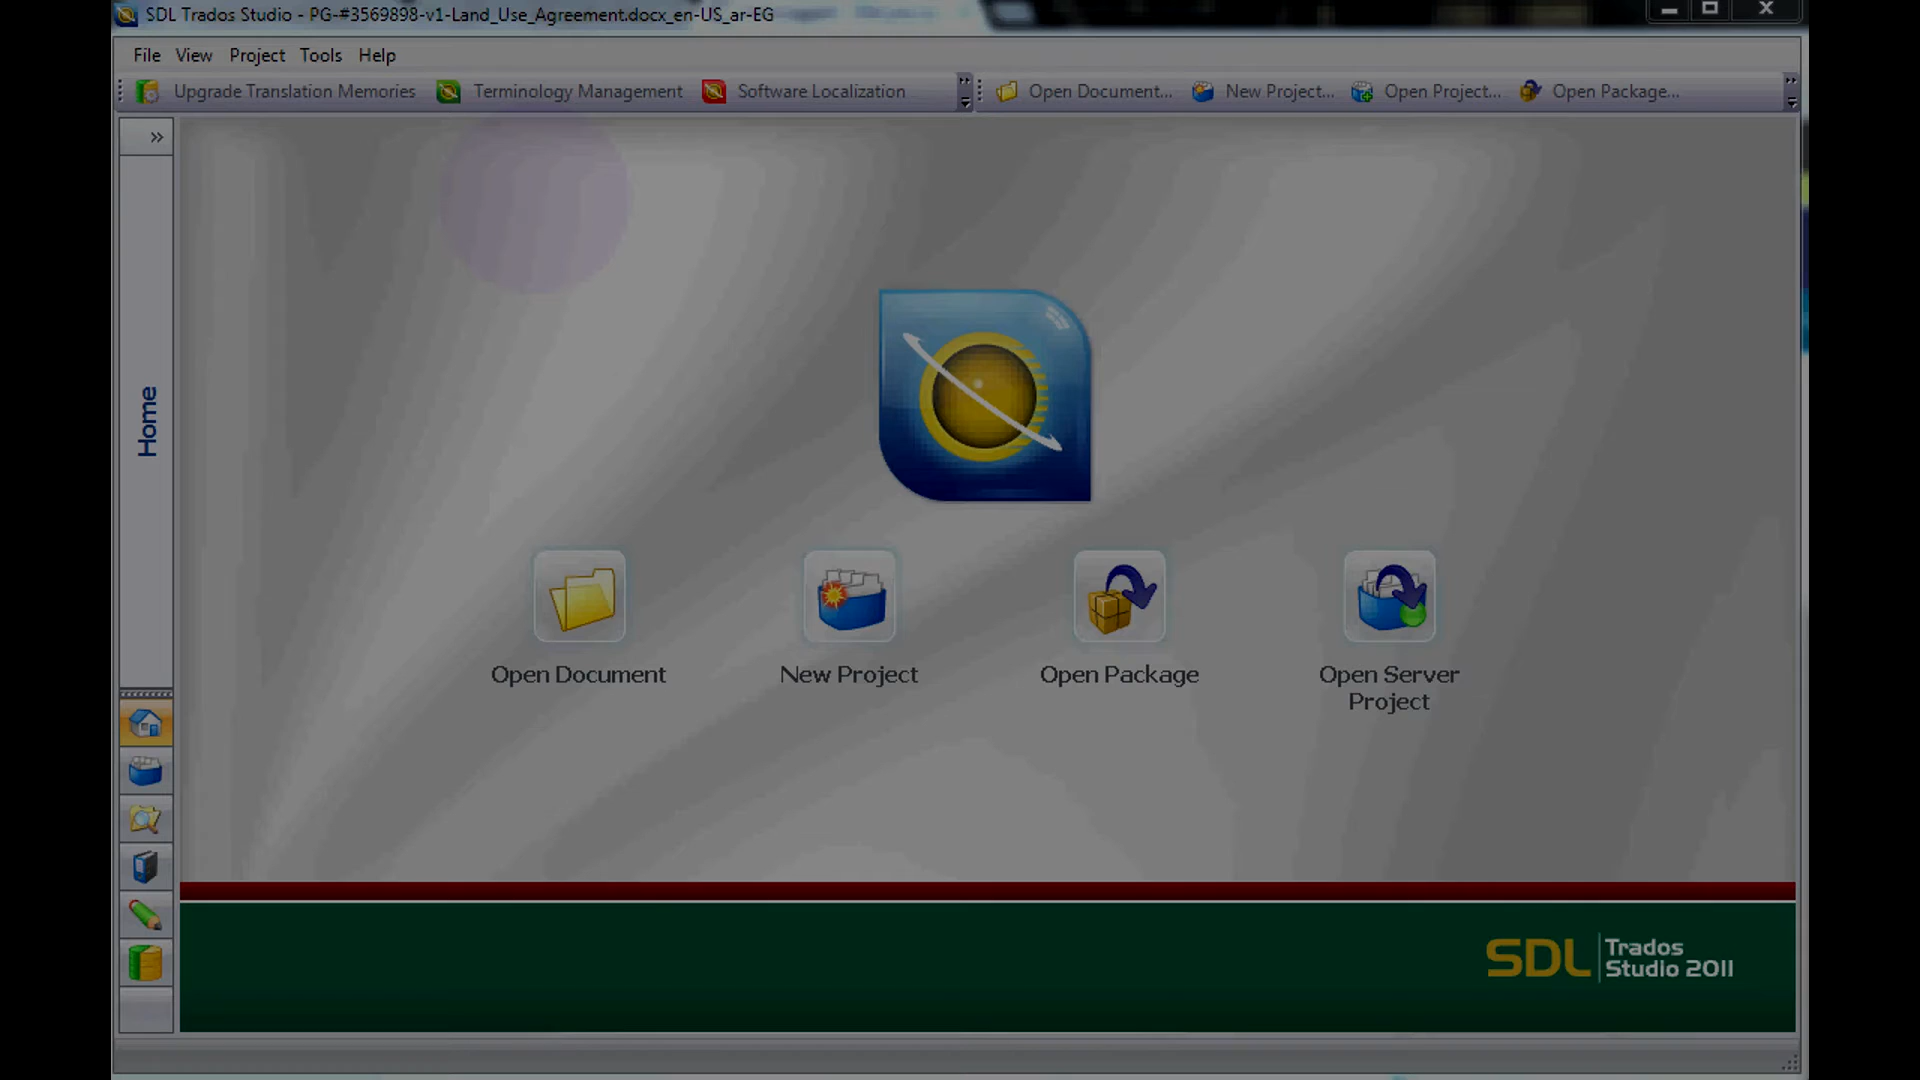 SDL Trados Studio - PG-#3569898-v1-Land_Use_Agreement.docx_en-US_ar-EG
File View Project Tools Help
Upgrade Translation Memories Terminology Management Software Localization Open Document... New Project... Open Project... Open Package...
Home
Open Document New Project Open Package Open Server
Project
SDL Trados
Studio 2011